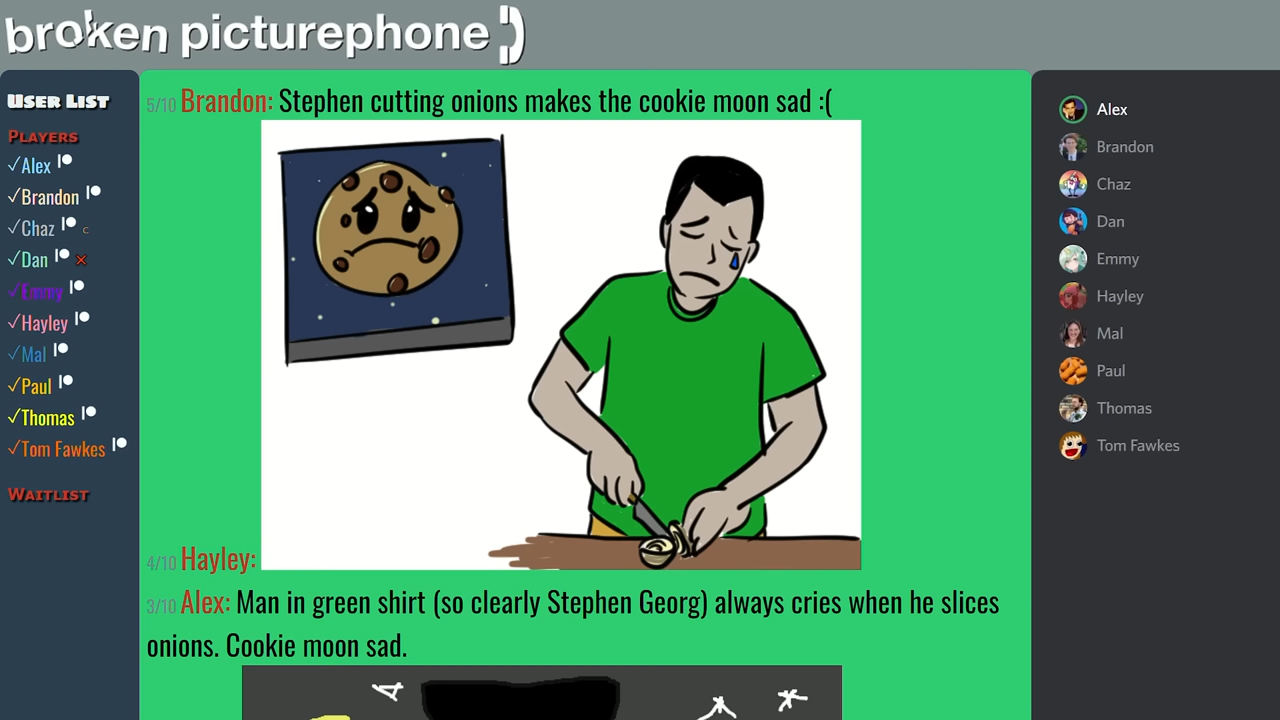 broken picturephone
USER LIST
PLAYERS
✓Alex
✓Brandon
✓Chaz c
✓Dan ✕
✓Emmy
✓Hayley
✓Mal
✓Paul
✓Thomas
✓Tom Fawkes
WAITLIST
5/10 Brandon: Stephen cutting onions makes the cookie moon sad :(
4/10 Hayley:
3/10 Alex: Man in green shirt (so clearly Stephen Georg) always cries when he slices
onions. Cookie moon sad.
Alex
Brandon
Chaz
Dan
Emmy
Hayley
Mal
Paul
Thomas
Tom Fawkes